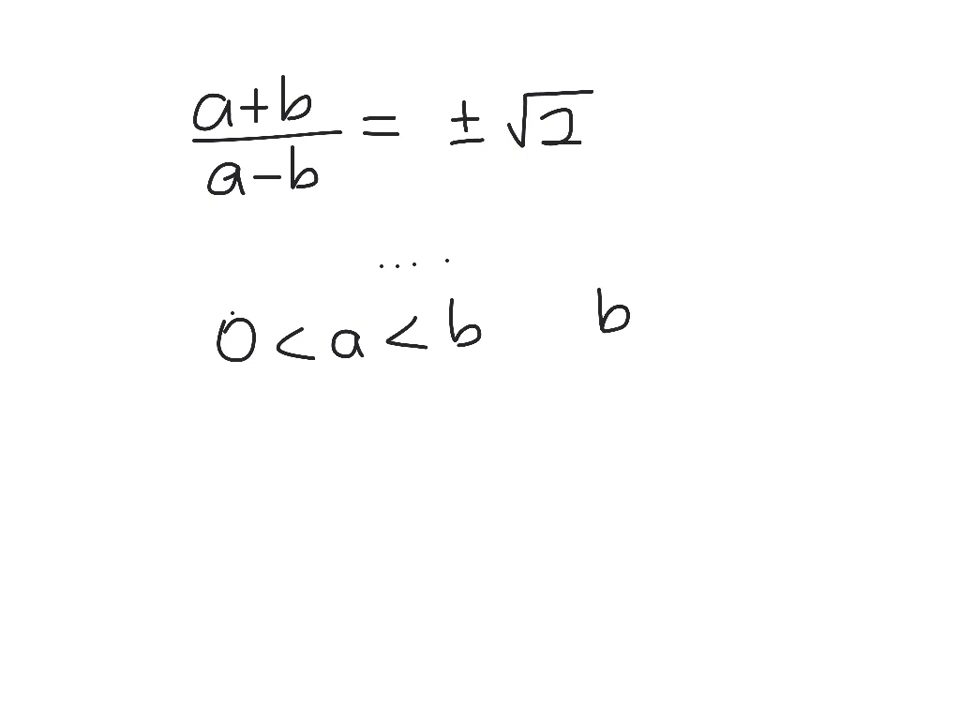 a+b/a-b = ± √2
.... 
0 < a < b b